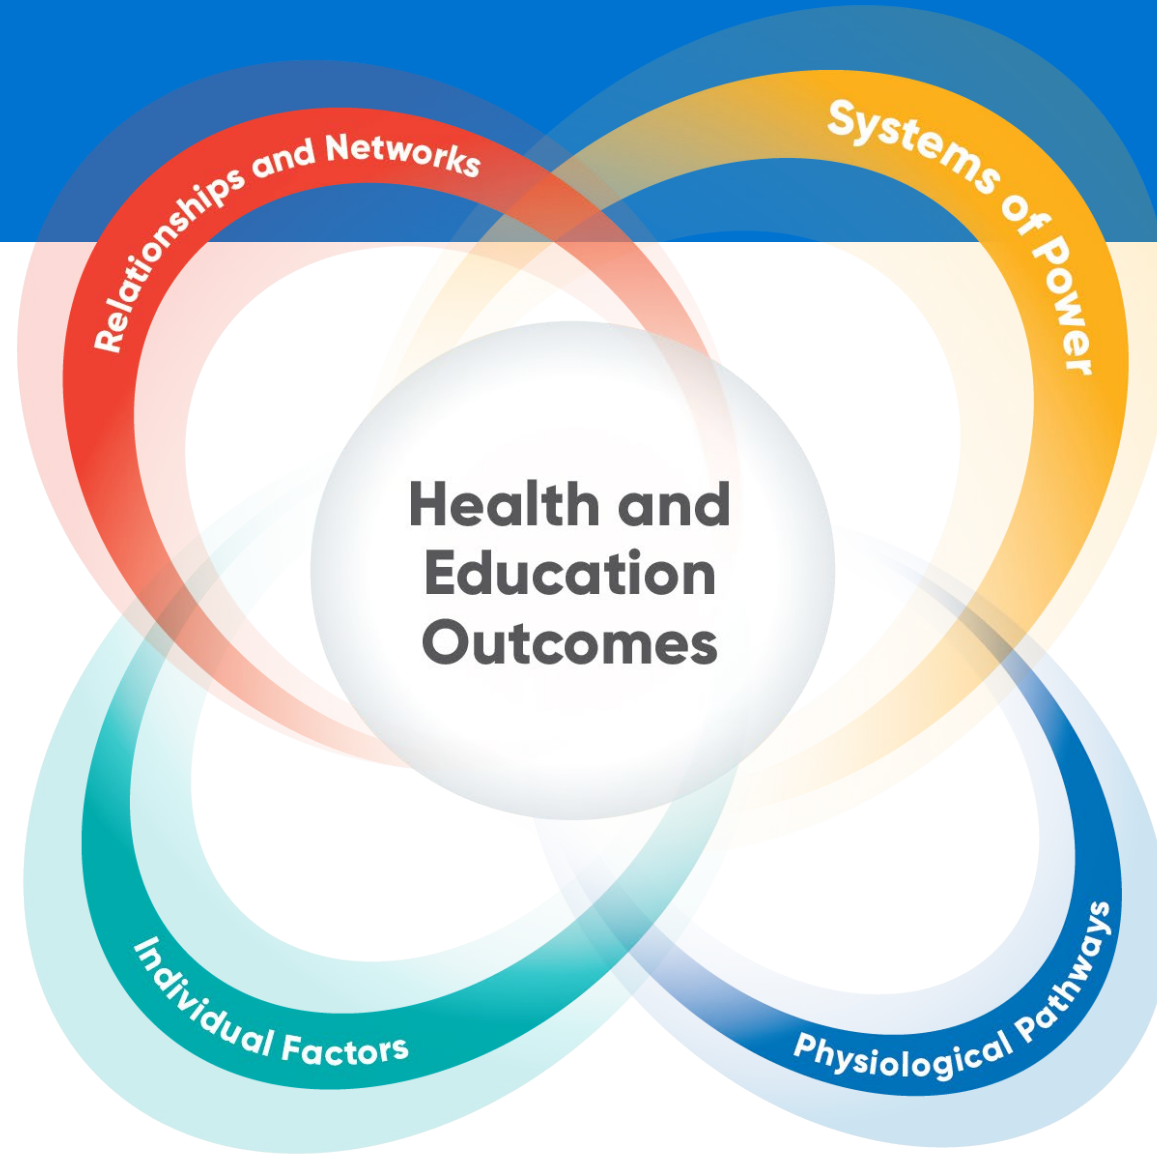 Relationships and Networks
Systems of Power
Health and
Education
Outcomes
Individual Factors
Physiological Pathways